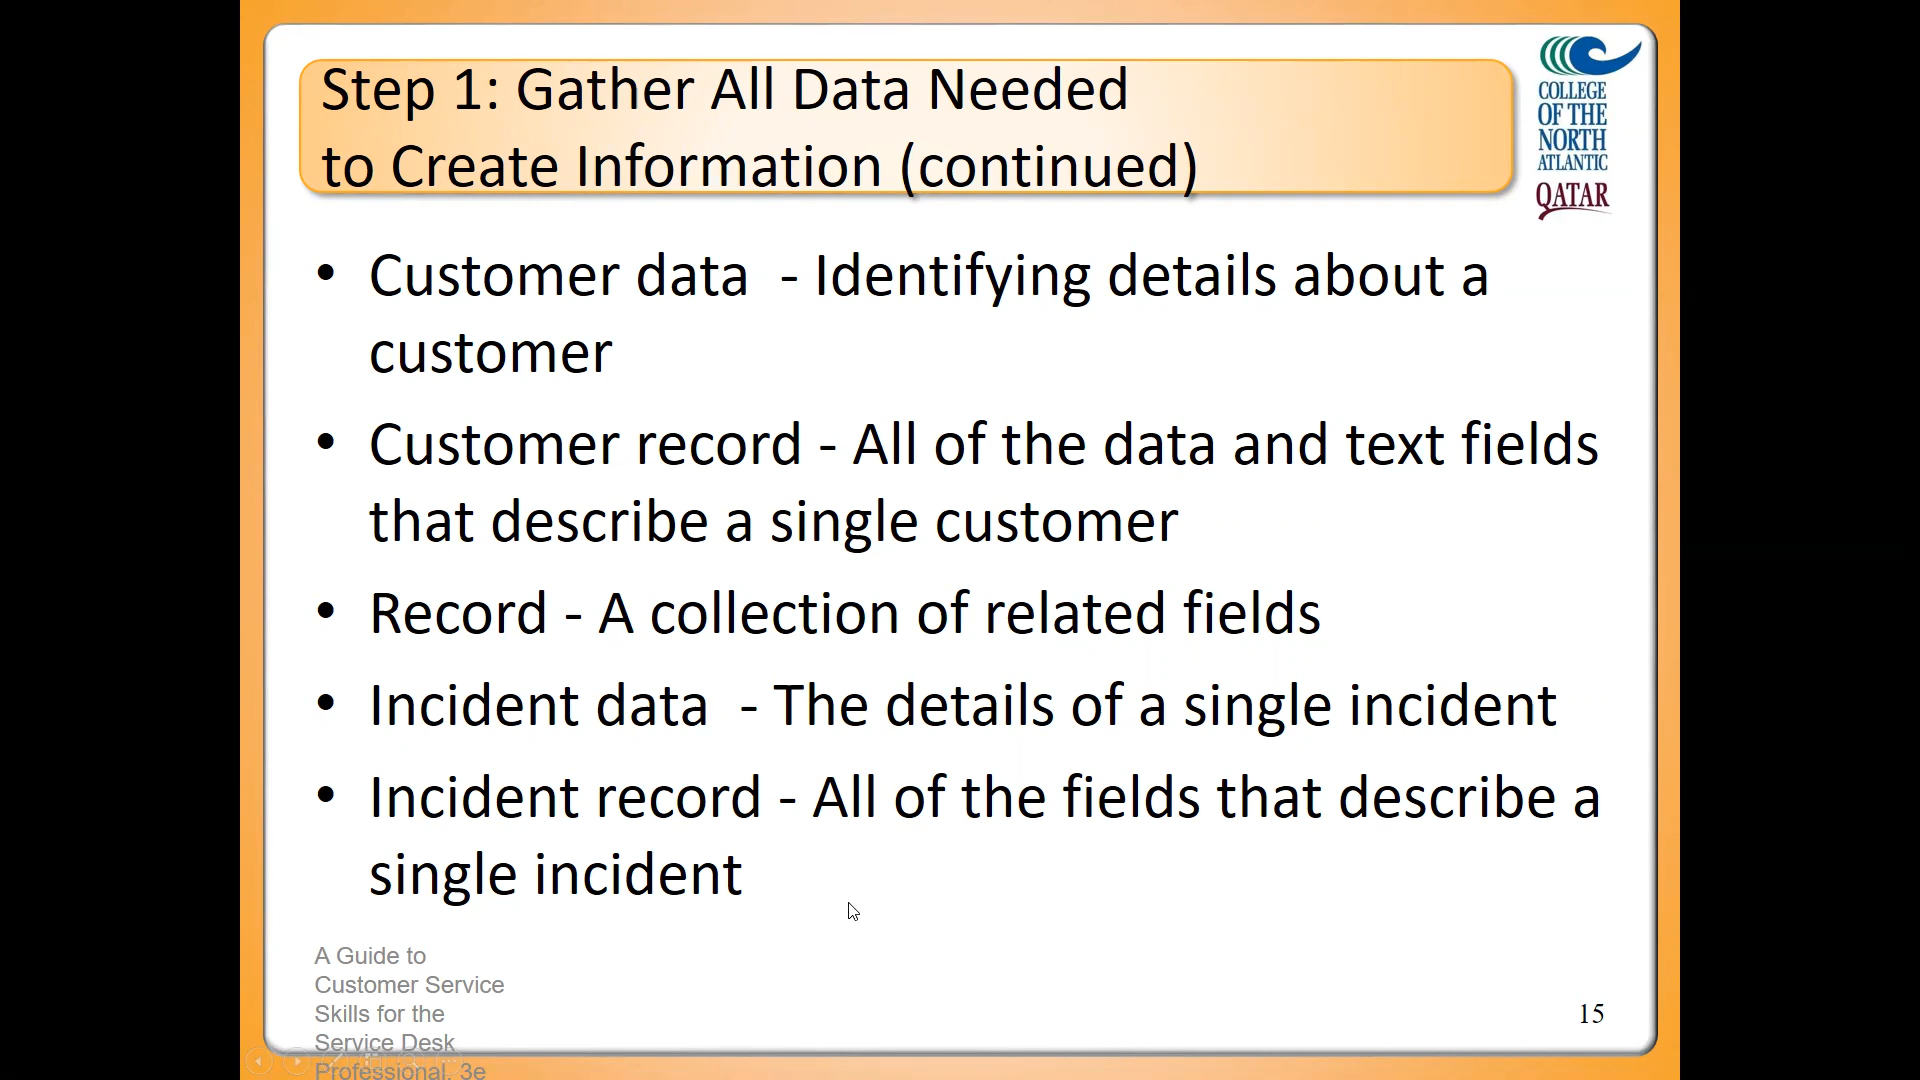 Step 1: Gather All Data Needed
to Create Information (continued)
COLLEGE
OF THE
NORTH
ATLANTIC
QATAR
• Customer data  - Identifying details about a
customer
• Customer record - All of the data and text fields
that describe a single customer
• Record - A collection of related fields
• Incident data  - The details of a single incident
• Incident record - All of the fields that describe a
single incident
A Guide to
Customer Service
Skills for the
Service Desk
Professional, 3e
15